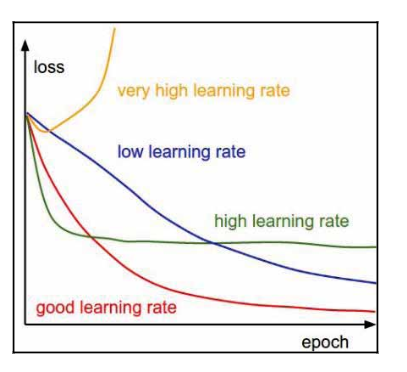 loss
very high learning rate
low learning rate
high learning rate
good learning rate
epoch